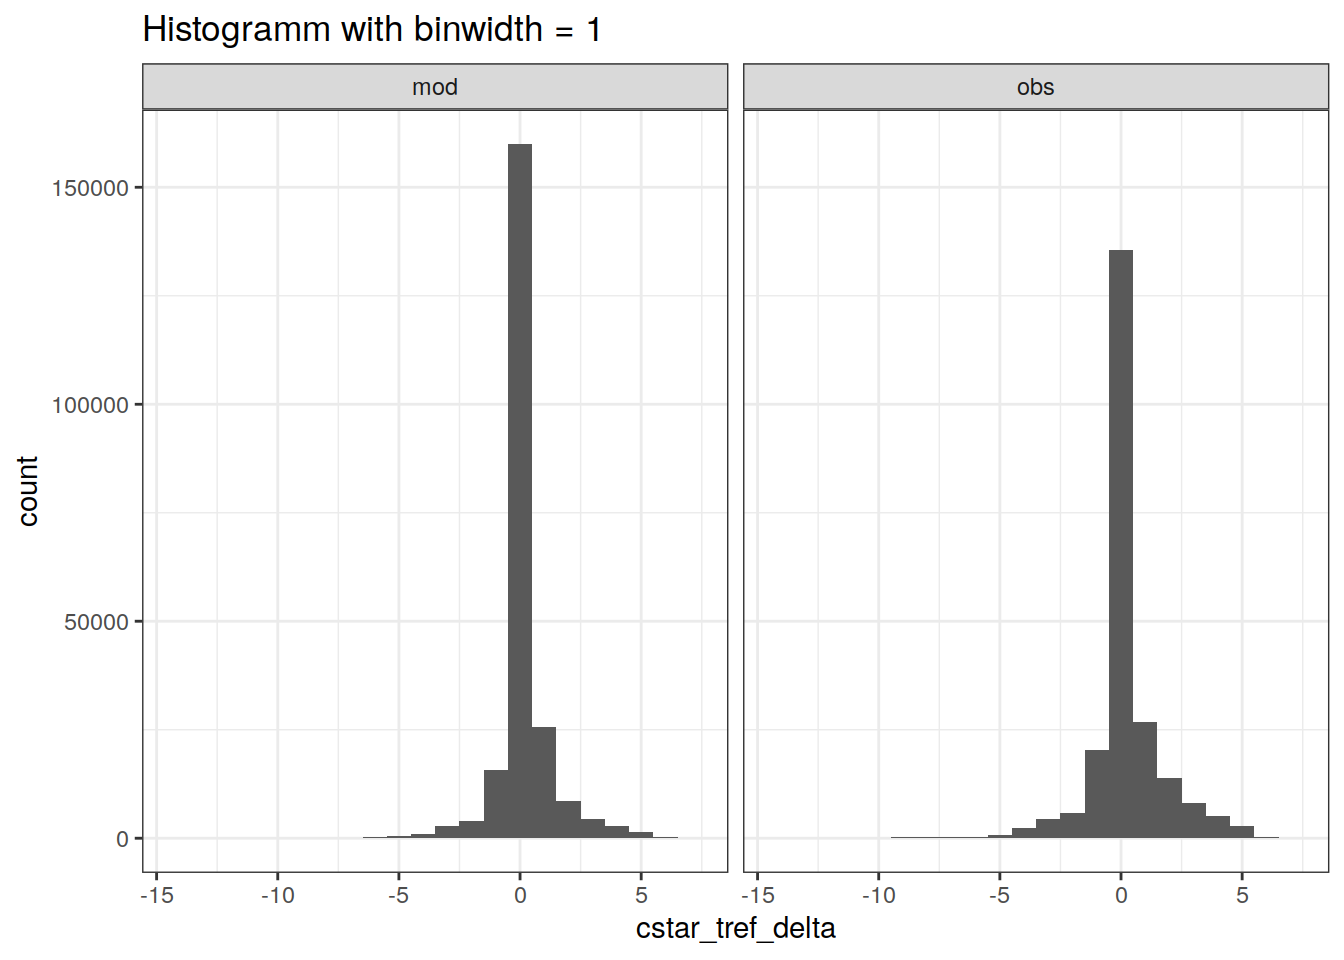 Histogramm with binwidth = 1
mod
obs
150000
100000
50000
0
count
-15 -10 -5 0 5
-15 -10 -5 0 5
cstar_tref_delta